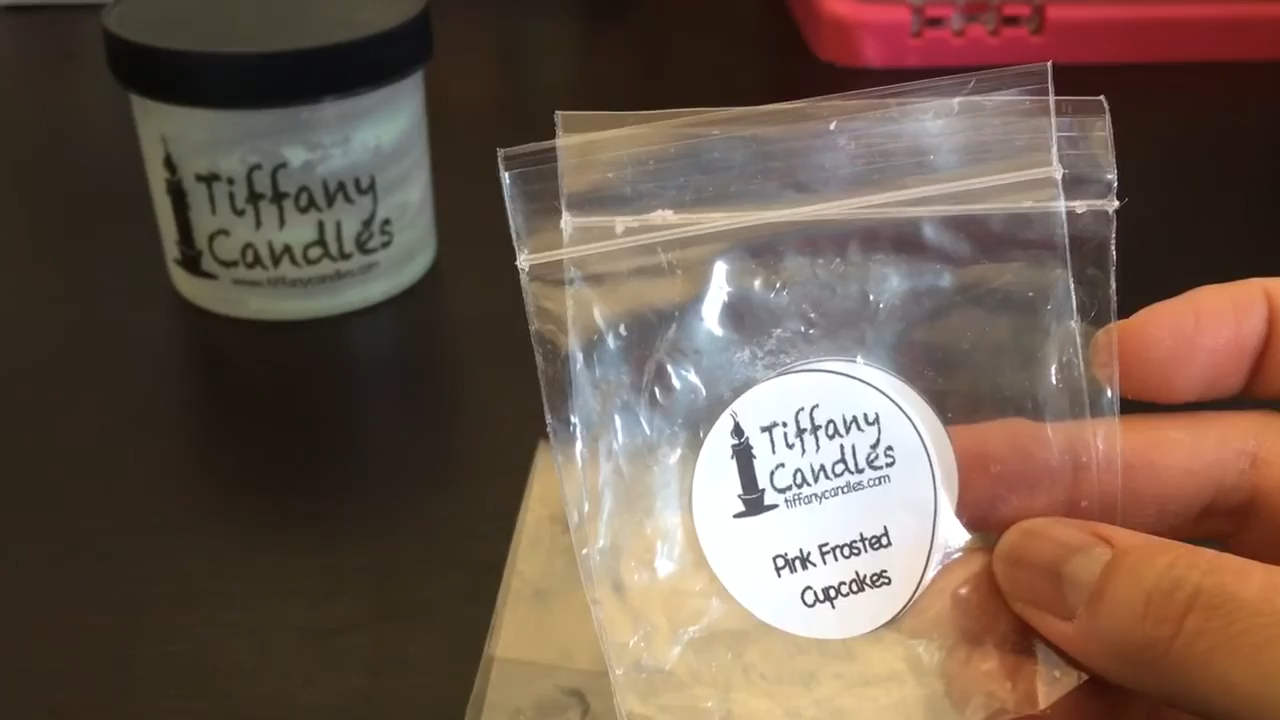 Tiffany
Candles
www.tiffanycandles.com
Tiffany
Candles
tiffanycandles.com
Pink Frosted
Cupcakes